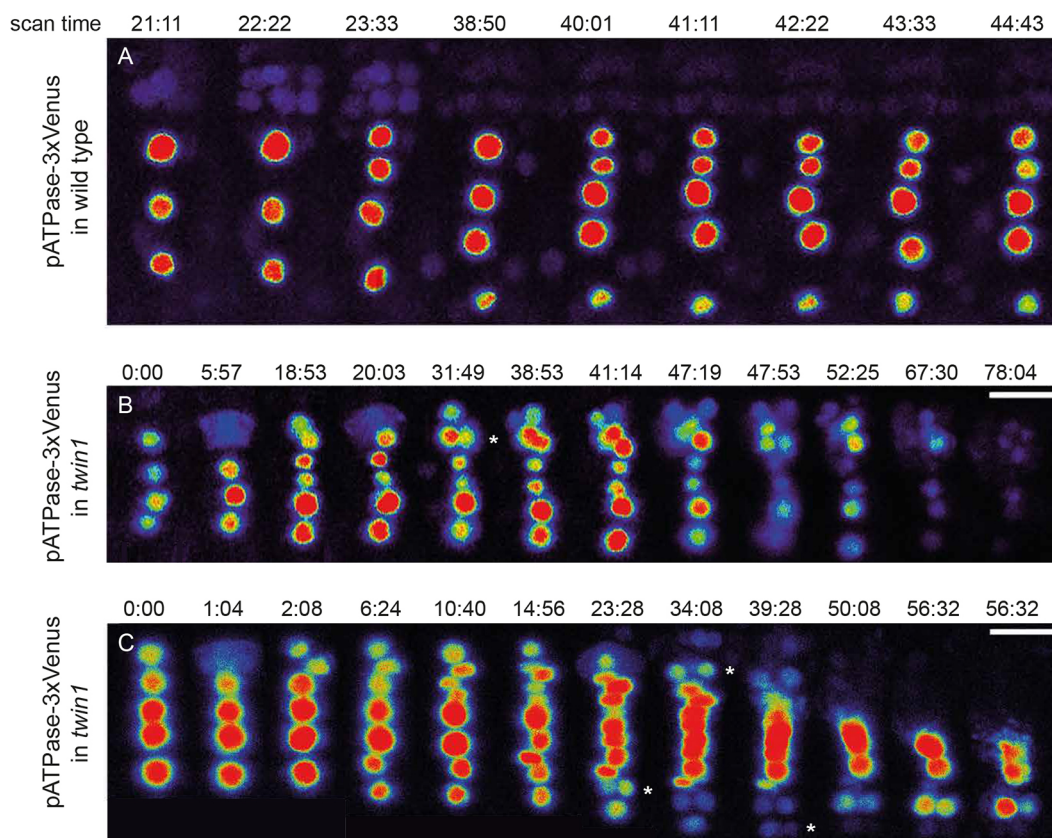 scan time 21:11 22:22 23:33 38:50 40:01 41:11 42:22 43:33 44:43
A
pATPase-3xVenus
in wild type
0:00 5:57 18:53 20:03 31:49 38:53 41:14 47:19 47:53 52:25 67:30 78:04
B
*
pATPase-3xVenus
in twin1
0:00 1:04 2:08 6:24 10:40 14:56 23:28 34:08 39:28 50:08 56:32 56:32
C
*
*
*
pATPase-3xVenus
in twin1